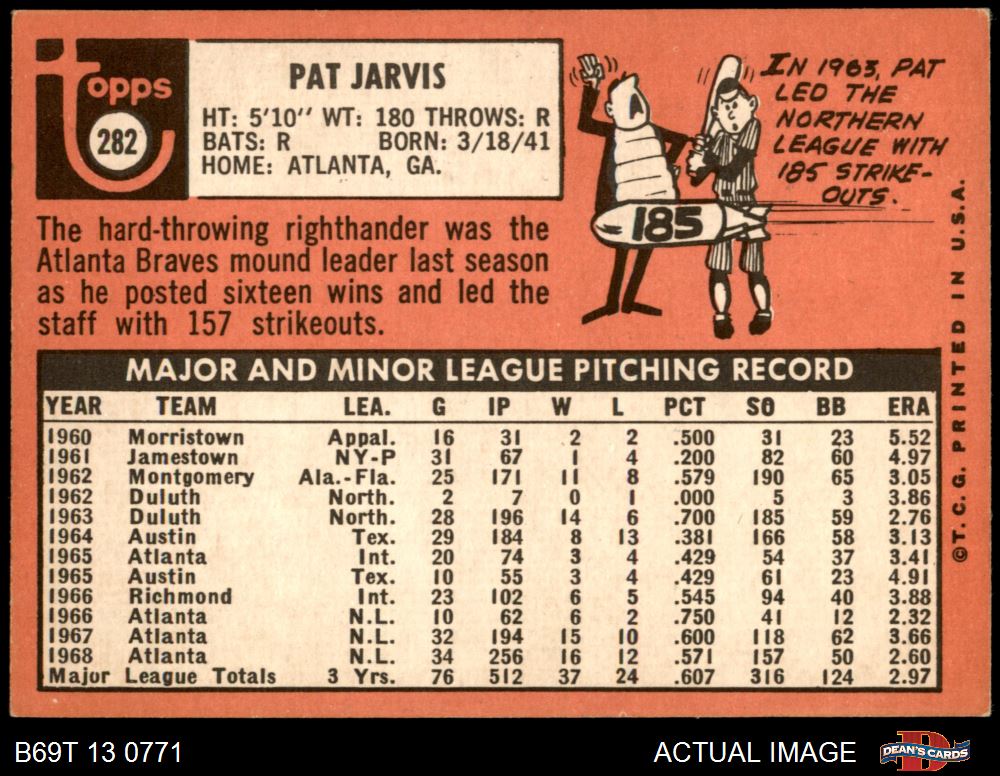 Topps
282
PAT JARVIS
HT: 5'10" WT: 180 THROWS: R
BATS: R BORN: 3/18/41
HOME: ATLANTA, GA.
IN 1963, PAT
LED THE
NORTHERN
LEAGUE WITH
185 STRIKE-
OUTS.
185
The hard-throwing righthander was the
Atlanta Braves mound leader last season
as he posted sixteen wins and led the
staff with 157 strikeouts.
MAJOR AND MINOR LEAGUE PITCHING RECORD
YEAR TEAM LEA. G IP W L PCT SO BB ERA
1960 Morristown Appal. 16 31 2 2 .500 31 23 5.52
1961 Jamestown NY-P 31 67 1 4 .200 82 60 4.97
1962 Montgomery Ala.-Fla. 25 171 11 8 .579 190 65 3.05
1962 Duluth North. 2 7 0 1 .000 5 3 3.86
1963 Duluth North. 28 196 14 6 .700 185 59 2.76
1964 Austin Tex. 29 184 8 13 .381 166 58 3.13
1965 Atlanta Int. 20 74 3 4 .429 54 37 3.41
1965 Austin Tex. 10 55 3 4 .429 61 23 4.91
1966 Richmond Int. 23 102 6 5 .545 94 40 3.88
1966 Atlanta N.L. 10 62 6 2 .750 41 12 2.32
1967 Atlanta N.L. 32 194 15 10 .600 118 62 3.66
1968 Atlanta N.L. 34 256 16 12 .571 157 50 2.60
Major League Totals 3 Yrs. 76 512 37 24 .607 316 124 2.97
©T.C.G. PRINTED IN U.S.A.
B69T 13 0771
ACTUAL IMAGE
DEAN'S CARDS